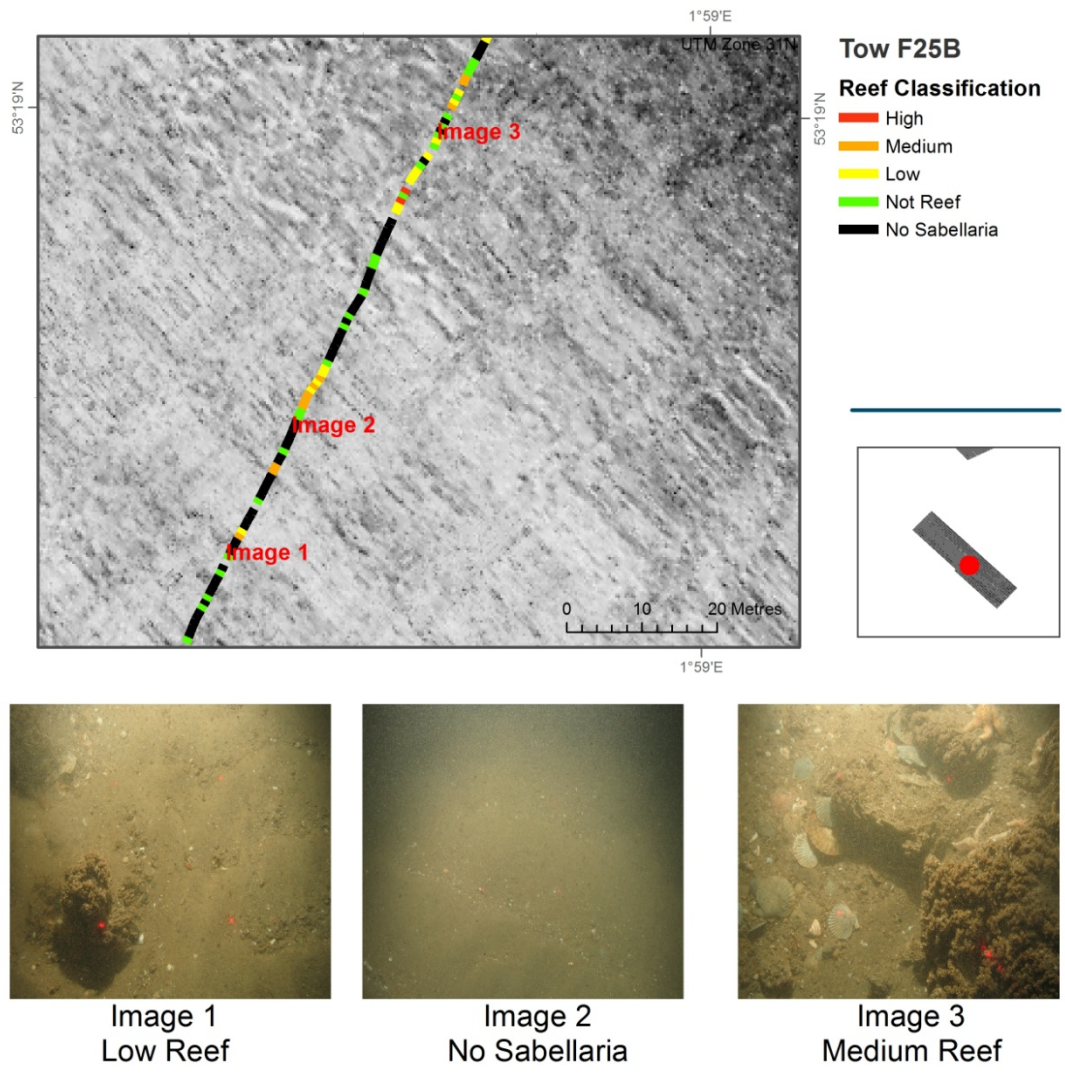 1°59'E
UTM Zone 31N
53°19'N
53°19'N
Image 3
Image 2
Image 1
0 10 20 Metres
1°59'E
Tow F25B
Reef Classification
High
Medium
Low
Not Reef
No Sabellaria
Image 1
Low Reef
Image 2
No Sabellaria
Image 3
Medium Reef